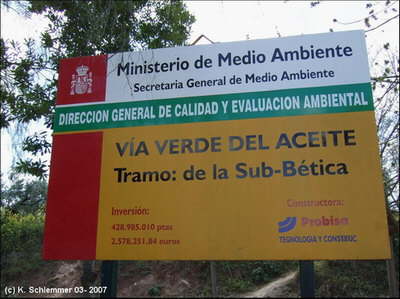 Ministerio de Medio Ambiente
Secretaria General de Medio Ambiente
DIRECCION GENERAL DE CALIDAD Y EVALUACION AMBIENTAL
VÍA VERDE DEL ACEITE
Tramo: de la Sub-Bética
Inversión:
428.985.010 ptas
2.578.251.84 euros
Constructora:
Probisa
TEGNOLOGIA Y CONSTRUC.
(c) K. Schlemmer 03- 2007